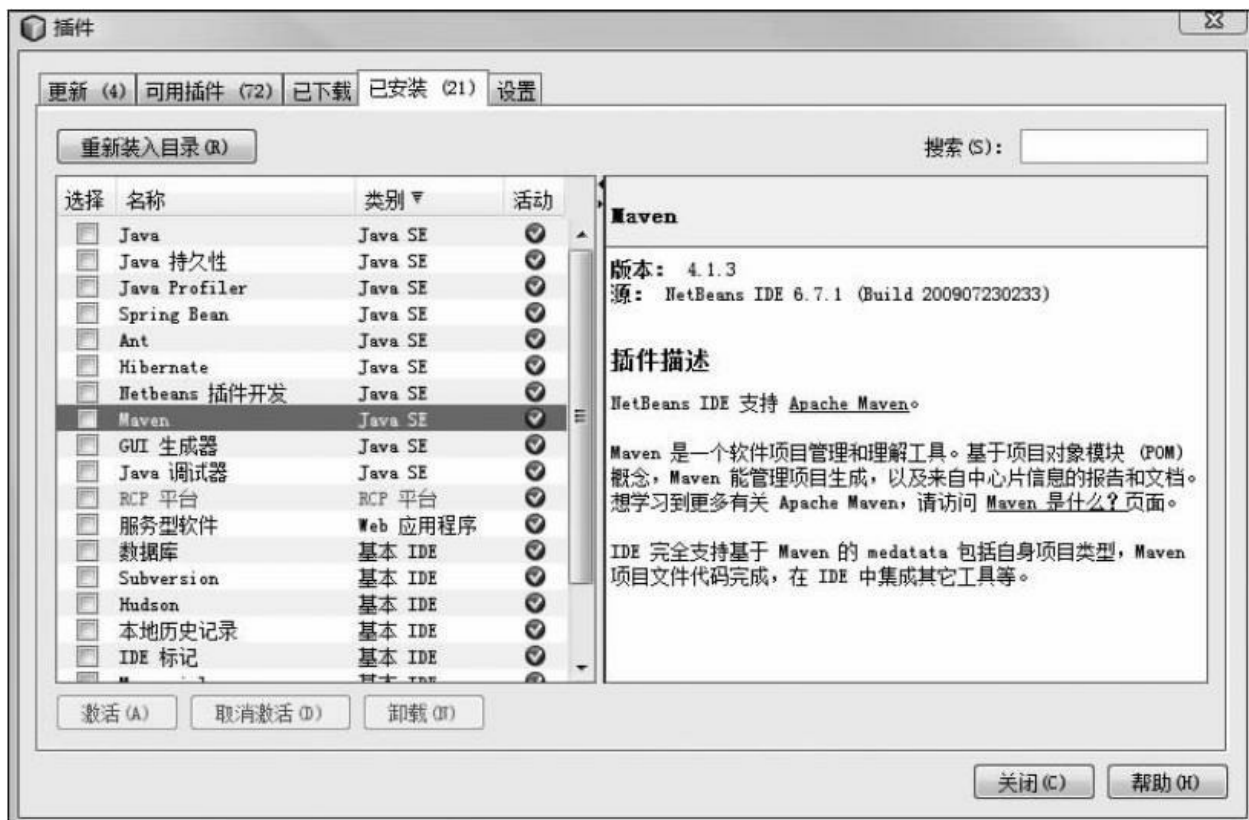 插件
更新 (4) 可用插件 (72) 已下载 已安装 (21) 设置
重新装入目录(R) 搜索(S):
选择 名称 类别 活动
Java Java SE
Java 持久性 Java SE
Java Profiler Java SE
Spring Bean Java SE
Ant Java SE
Hibernate Java SE
Netbeans 插件开发 Java SE
Maven Java SE
GUI 生成器 Java SE
Java 调试器 Java SE
RCP 平台 RCP 平台
服务型软件 Web 应用程序
数据库 基本 IDE
Subversion 基本 IDE
Hudson 基本 IDE
本地历史记录 基本 IDE
IDE 标记 基本 IDE
Maven
版本: 4.1.3
源: NetBeans IDE 6.7.1 (Build 200907230233)
插件描述
NetBeans IDE 支持 Apache Maven。
Maven 是一个软件项目管理和理解工具。基于项目对象模块 (POM)
概念，Maven 能管理项目生成，以及来自中心片信息的报告和文档。
想学习到更多有关 Apache Maven，请访问 Maven 是什么? 页面。
IDE 完全支持基于 Maven 的 medatata 包括自身项目类型，Maven
项目文件代码完成，在 IDE 中集成其它工具等。
激活(A) 取消激活(D) 卸载(N)
关闭(C) 帮助(H)